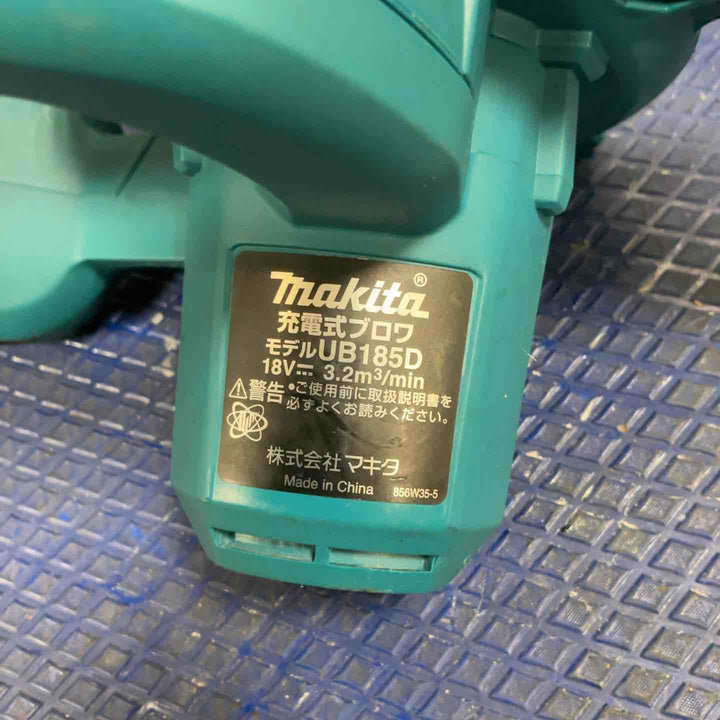 makita®
充電式ブロワ
モデルUB185D
18V⎓ 3.2m³/min
⚠警告 •ご使用前に取扱説明書を
必ずよくお読みください。
株式会社 マキタ
Made in China 856W35-5